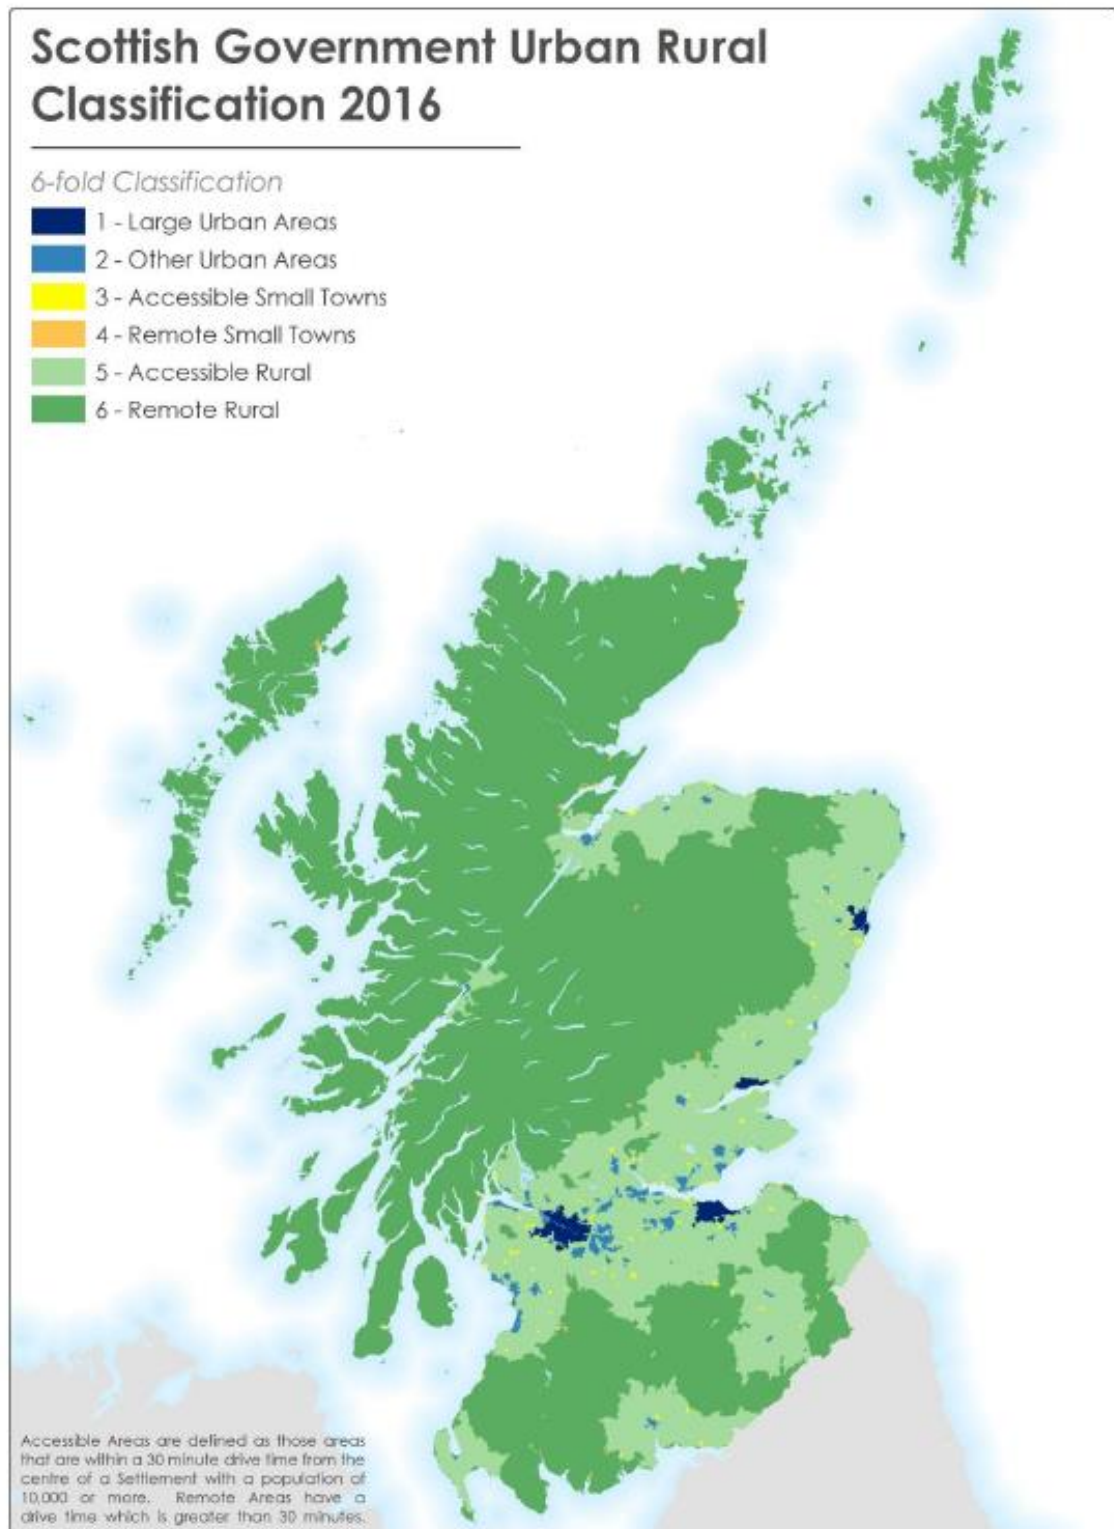 Scottish Government Urban Rural
Classification 2016
6-fold Classification
1 - Large Urban Areas
2 - Other Urban Areas
3 - Accessible Small Towns
4 - Remote Small Towns
5 - Accessible Rural
6 - Remote Rural
Accessible Areas are defined as those areas
that are within a 30 minute drive time from the
centre of a Settlement with a population of
10,000 or more. Remote Areas have a
drive time which is greater than 30 minutes.